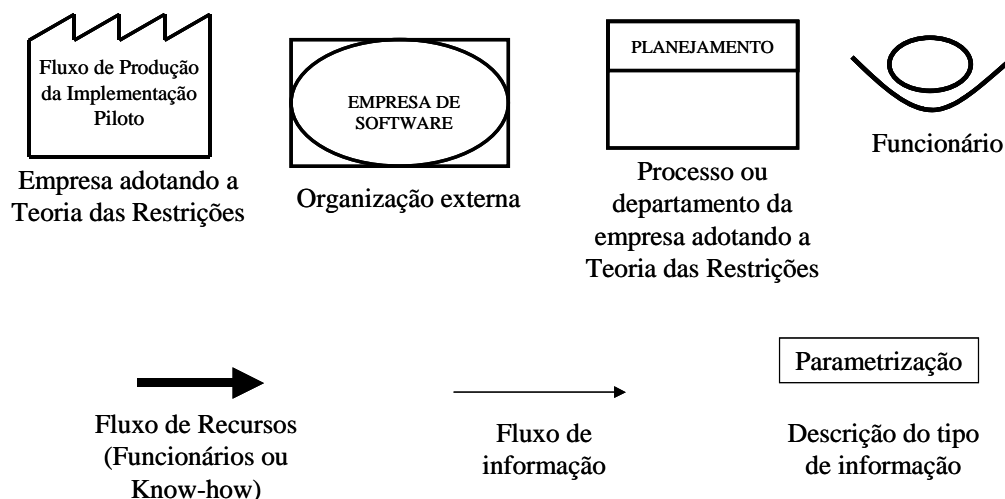 Fluxo de Produção
da Implementação
Piloto
Empresa adotando a
Teoria das Restrições
EMPRESA DE
SOFTWARE
Organização externa
PLANEJAMENTO
Processo ou
departamento da
empresa adotando a
Teoria das Restrições
Funcionário
Fluxo de Recursos
(Funcionários ou
Know-how)
Fluxo de
informação
Parametrização
Descrição do tipo
de informação